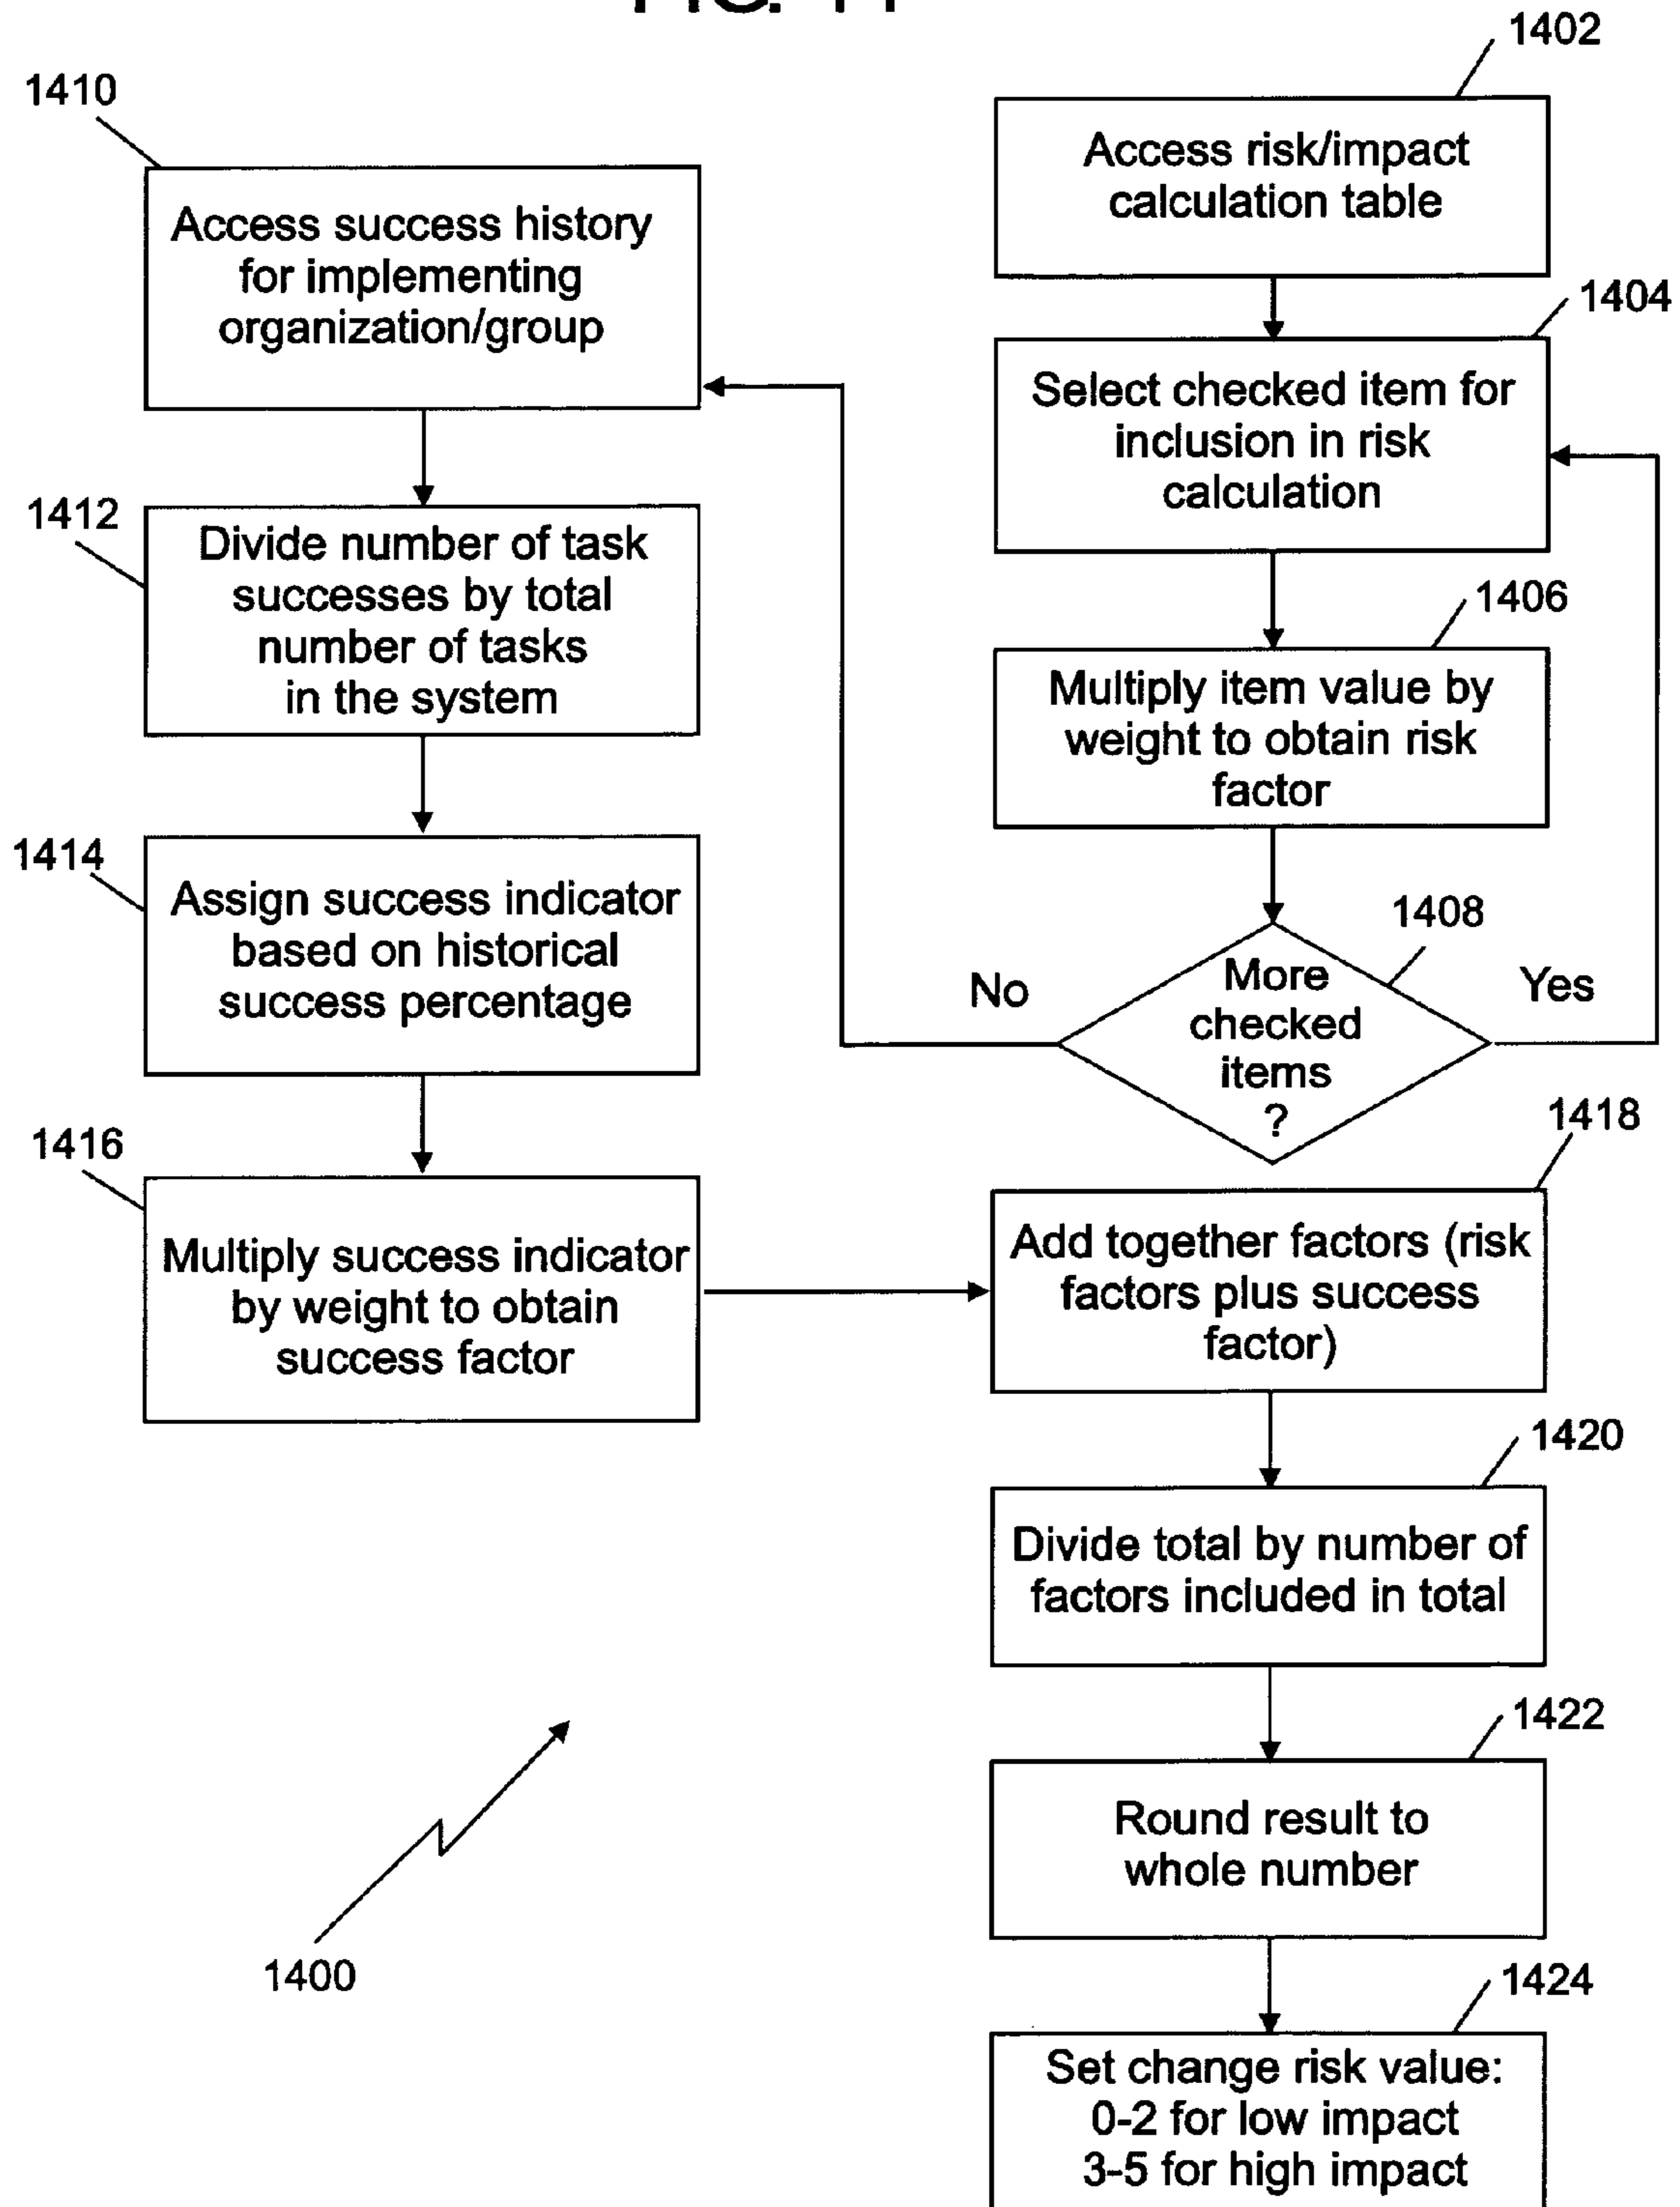 1402
Access risk/impact
calculation table
1404
Select checked item for
inclusion in risk
calculation
1406
Multiply item value by
weight to obtain risk
factor
1408
More
checked
items
?
No
Yes
1410
Access success history
for implementing
organization/group
1412
Divide number of task
successes by total
number of tasks
in the system
1414
Assign success indicator
based on historical
success percentage
1416
Multiply success indicator
by weight to obtain
success factor
1418
Add together factors (risk
factors plus success
factor)
1420
Divide total by number of
factors included in total
1422
Round result to
whole number
1424
Set change risk value:
0-2 for low impact
3-5 for high impact
1400